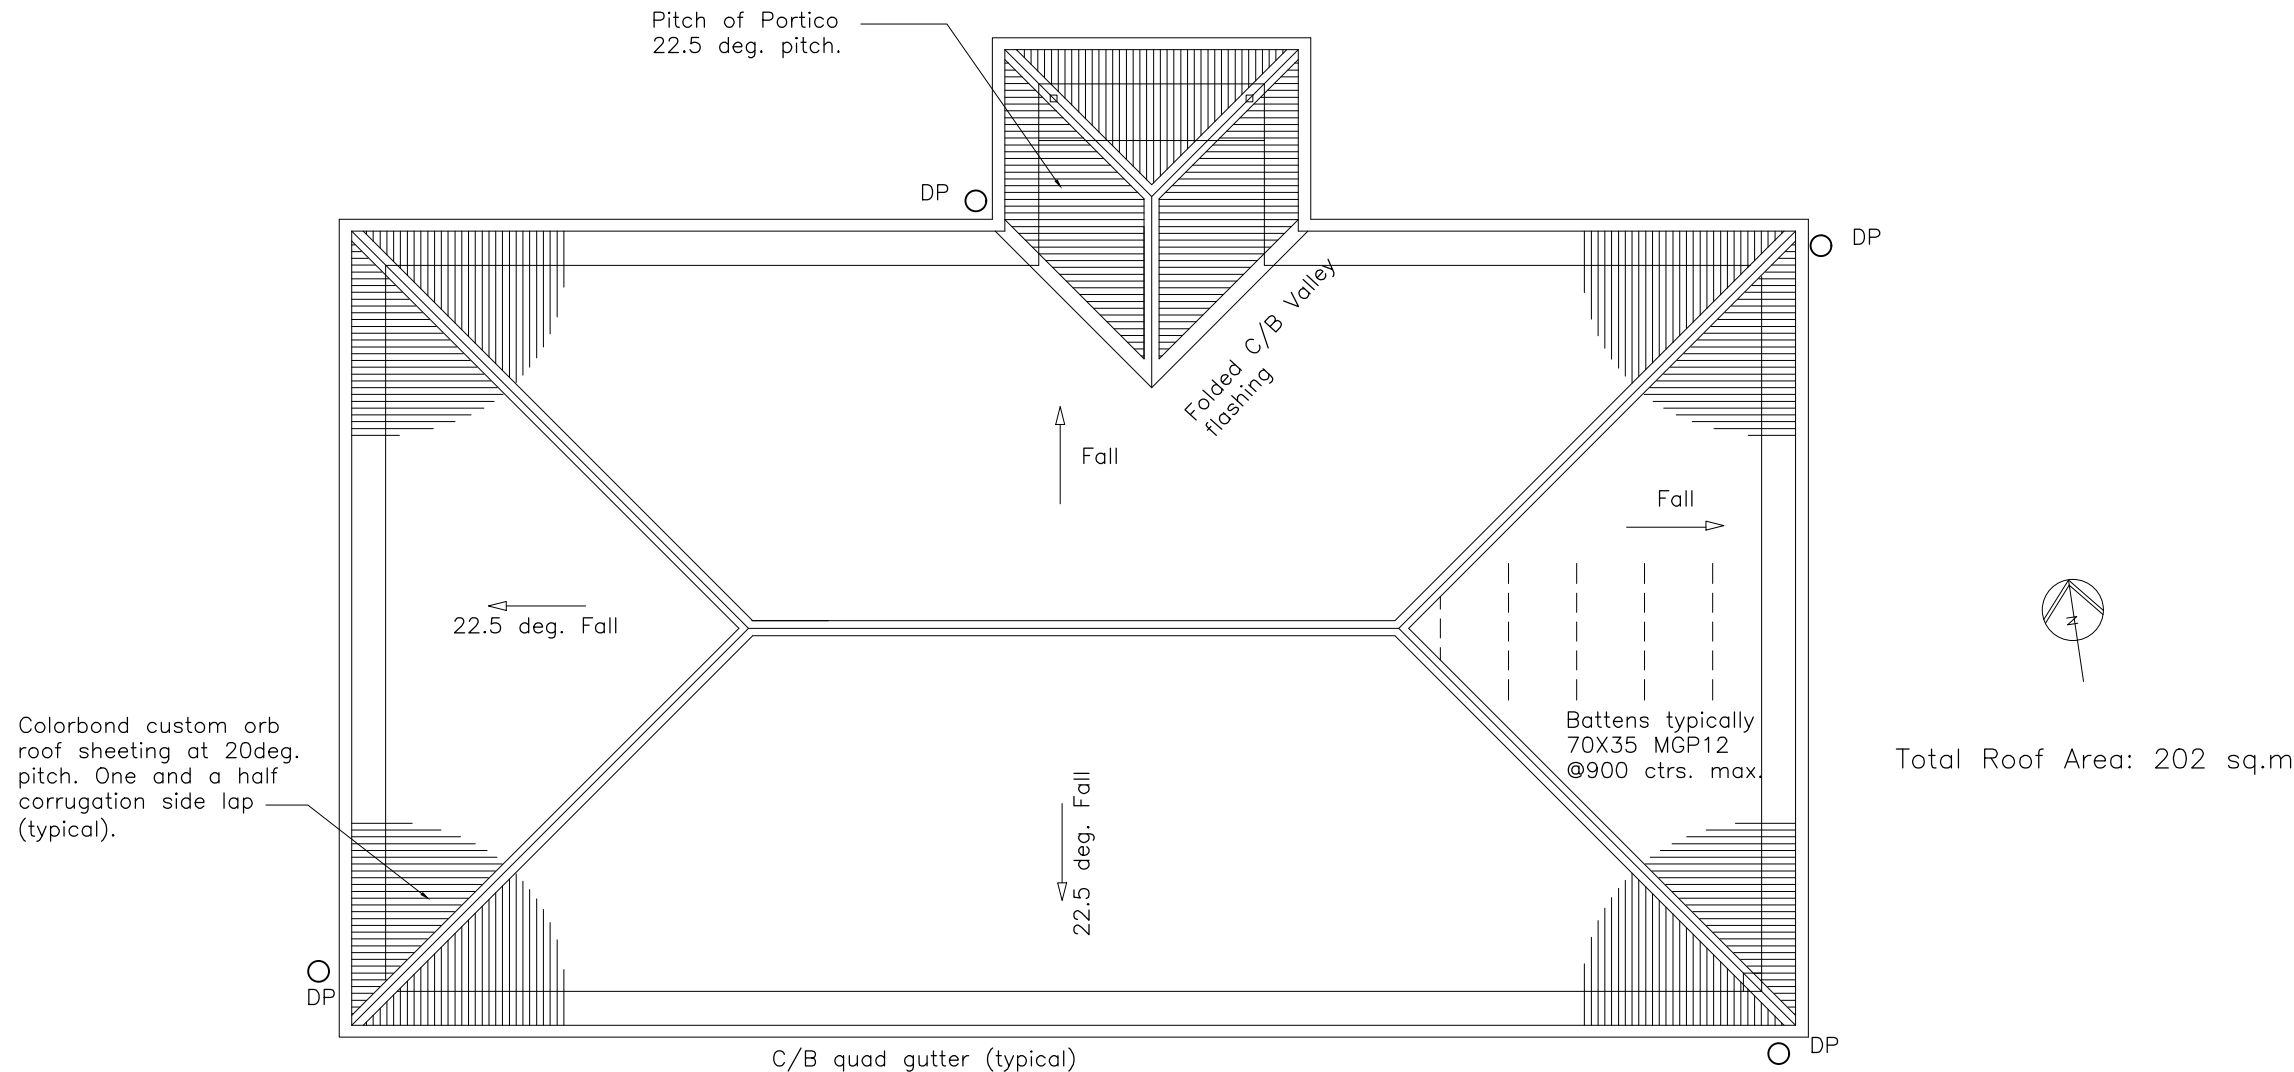 Pitch of Portico
22.5 deg. pitch.
DP
DP
Folded C/B Valley
flashing
Fall
Fall
22.5 deg. Fall
N
Battens typically
70X35 MGP12
@900 ctrs. max.
Total Roof Area: 202 sq.m
Colorbond custom orb
roof sheeting at 20deg.
pitch. One and a half
corrugation side lap
(typical).
22.5 deg. Fall
DP
DP
C/B quad gutter (typical)